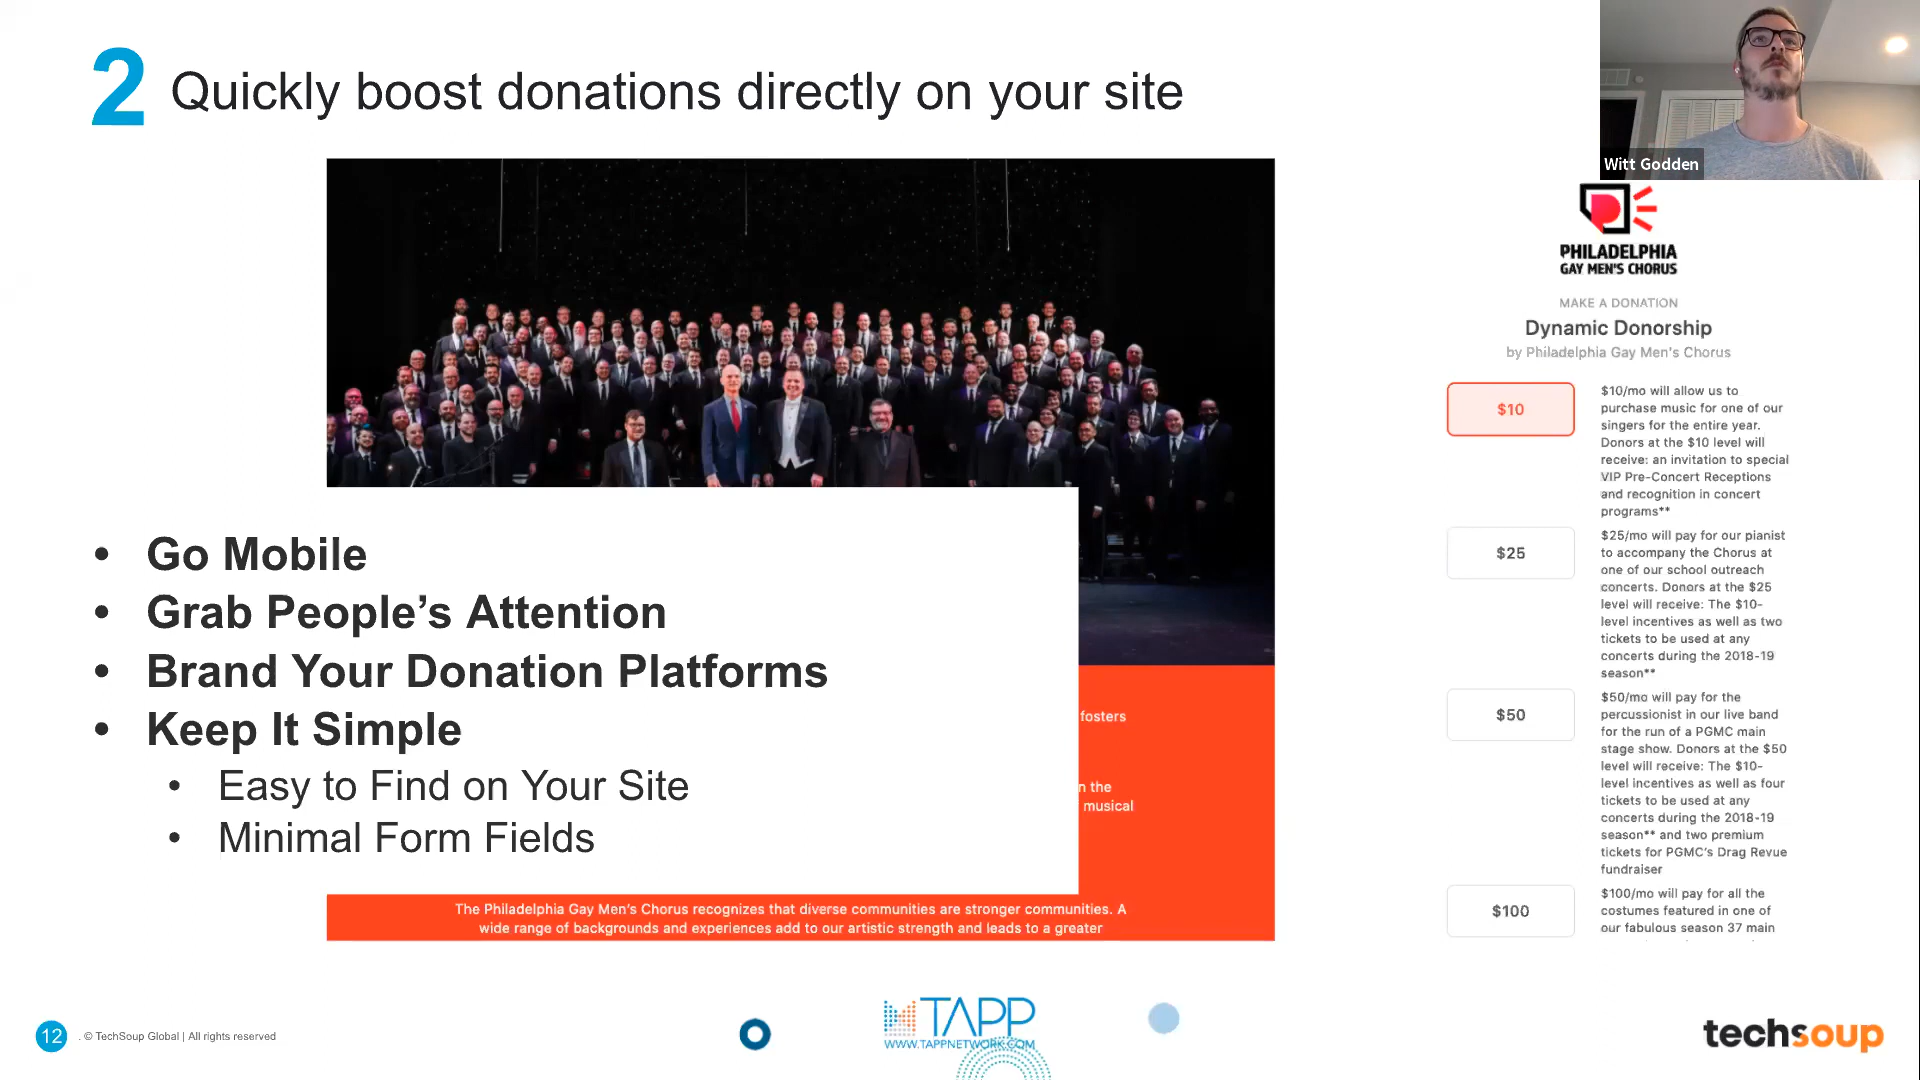 2 Quickly boost donations directly on your site
Witt Godden
PHILADELPHIA
GAY MEN'S CHORUS
MAKE A DONATION
Dynamic Donorship
by Philadelphia Gay Men's Chorus
$10
$10/mo will allow us to
purchase music for one of our
singers for the entire year.
Donors at the $10 level will
receive: an invitation to special
VIP Pre-Concert Receptions
and recognition in concert
programs**
$25
$25/mo will pay for our pianist
to accompany the Chorus at
one of our school outreach
concerts. Donors at the $25
level will receive: The $10-
level incentives as well as two
tickets to be used at any
concerts during the 2018-19
season**
$50
$50/mo will pay for the
percussionist in our live band
for the run of a PGMC main
stage show. Donors at the $50
level will receive: The $10-
level incentives as well as four
tickets to be used at any
concerts during the 2018-19
season** and two premium
tickets for PGMC's Drag Revue
fundraiser
$100
$100/mo will pay for all the
costumes featured in one of
our fabulous season 37 main
• Go Mobile
• Grab People’s Attention
• Brand Your Donation Platforms
• Keep It Simple
• Easy to Find on Your Site
• Minimal Form Fields
fosters
n the
musical
The Philadelphia Gay Men's Chorus recognizes that diverse communities are stronger communities. A
wide range of backgrounds and experiences add to our artistic strength and leads to a greater
12 . © TechSoup Global | All rights reserved
TAPP
WWW.TAPPNETWORK.COM
techsoup